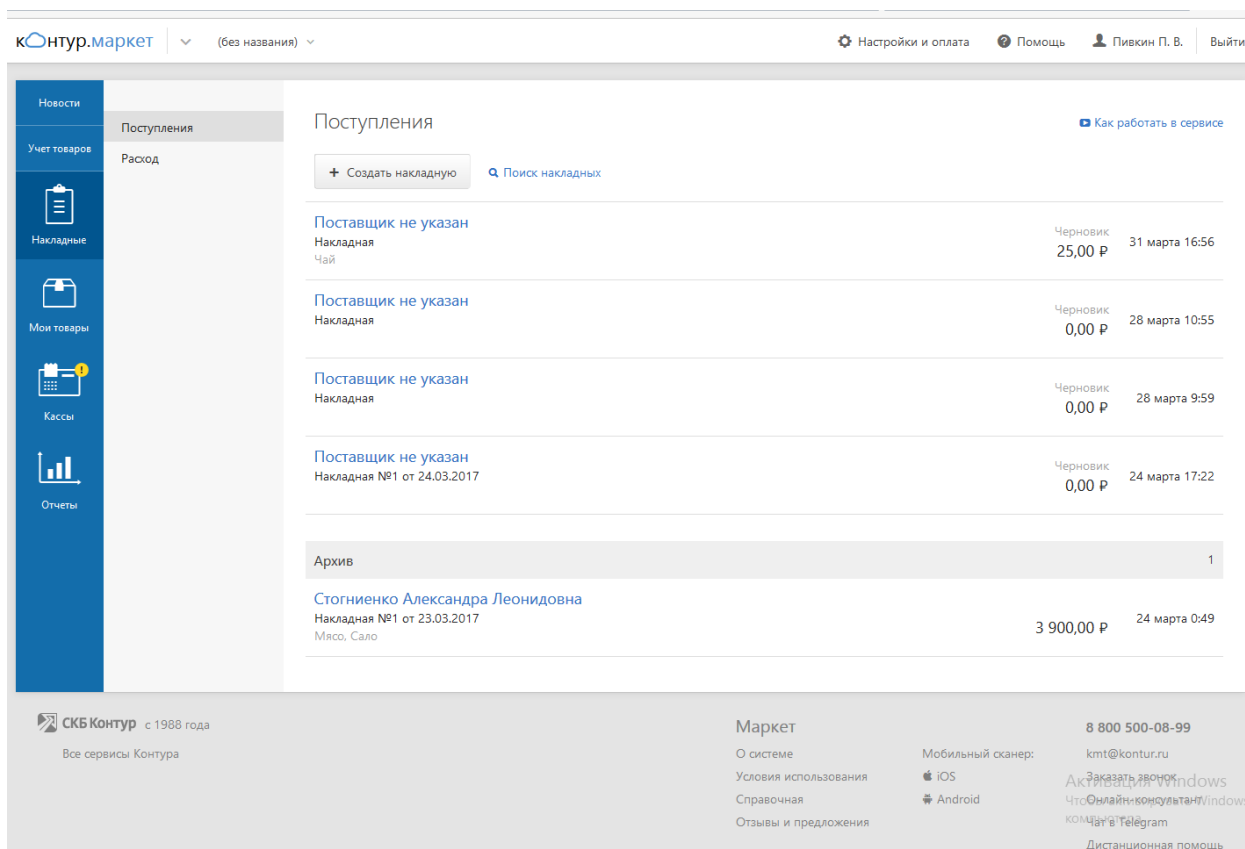 контур.маркет (без названия) Настройки и оплата Помощь Пивкин П. В. Выйти
Новости
Учет товаров
Накладные
Мои товары
Кассы
Отчеты
Поступления
Расход
Поступления
Как работать в сервисе
+ Создать накладную Поиск накладных
Поставщик не указан
Накладная
Чай
Черновик
25,00 ₽
31 марта 16:56
Поставщик не указан
Накладная
Черновик
0,00 ₽
28 марта 10:55
Поставщик не указан
Накладная
Черновик
0,00 ₽
28 марта 9:59
Поставщик не указан
Накладная №1 от 24.03.2017
Черновик
0,00 ₽
24 марта 17:22
Архив 1
Стогниенко Александра Леонидовна
Накладная №1 от 23.03.2017
Мясо, Сало
3 900,00 ₽
24 марта 0:49
СКБ Контур с 1988 года
Все сервисы Контура
Маркет
О системе
Условия использования
Справочная
Отзывы и предложения
Мобильный сканер:
iOS
Android
8 800 500-08-99
kmt@kontur.ru
Заказать звонок
Онлайн-консультант
Чат в Telegram
Дистанционная помощь
Активация Windows